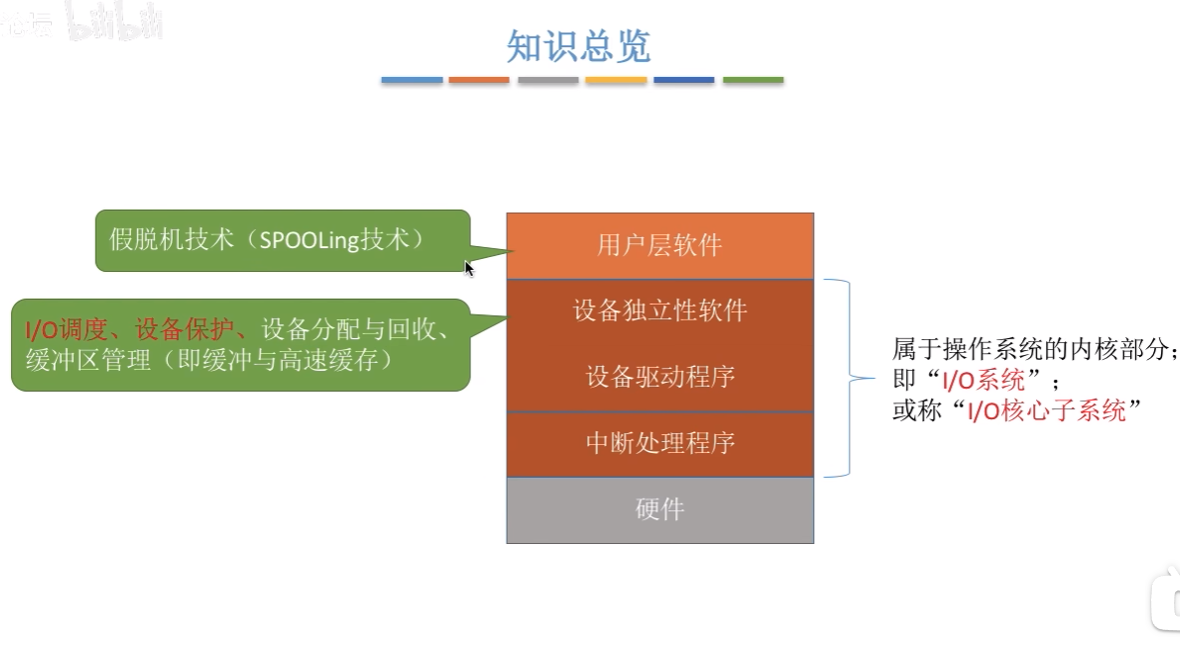 论坛 bilibili
知识总览
假脱机技术（SPOOLing技术）
用户层软件
I/O调度、设备保护、设备分配与回收、
缓冲区管理（即缓冲与高速缓存）
设备独立性软件
设备驱动程序
中断处理程序
硬件
属于操作系统的内核部分；
即“I/O系统”；
或称“I/O核心子系统”